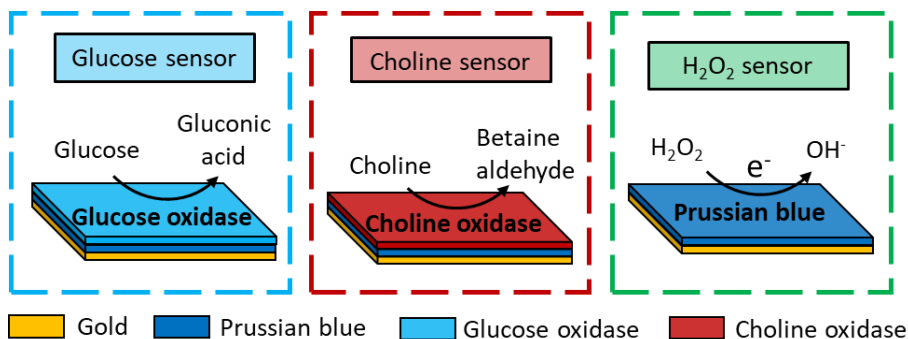 Glucose sensor
Choline sensor
H₂O₂ sensor
Glucose
Gluconic
acid
Glucose oxidase
Choline
Betaine
aldehyde
Choline oxidase
H₂O₂
e⁻
OH⁻
Prussian blue
Gold
Prussian blue
Glucose oxidase
Choline oxidase